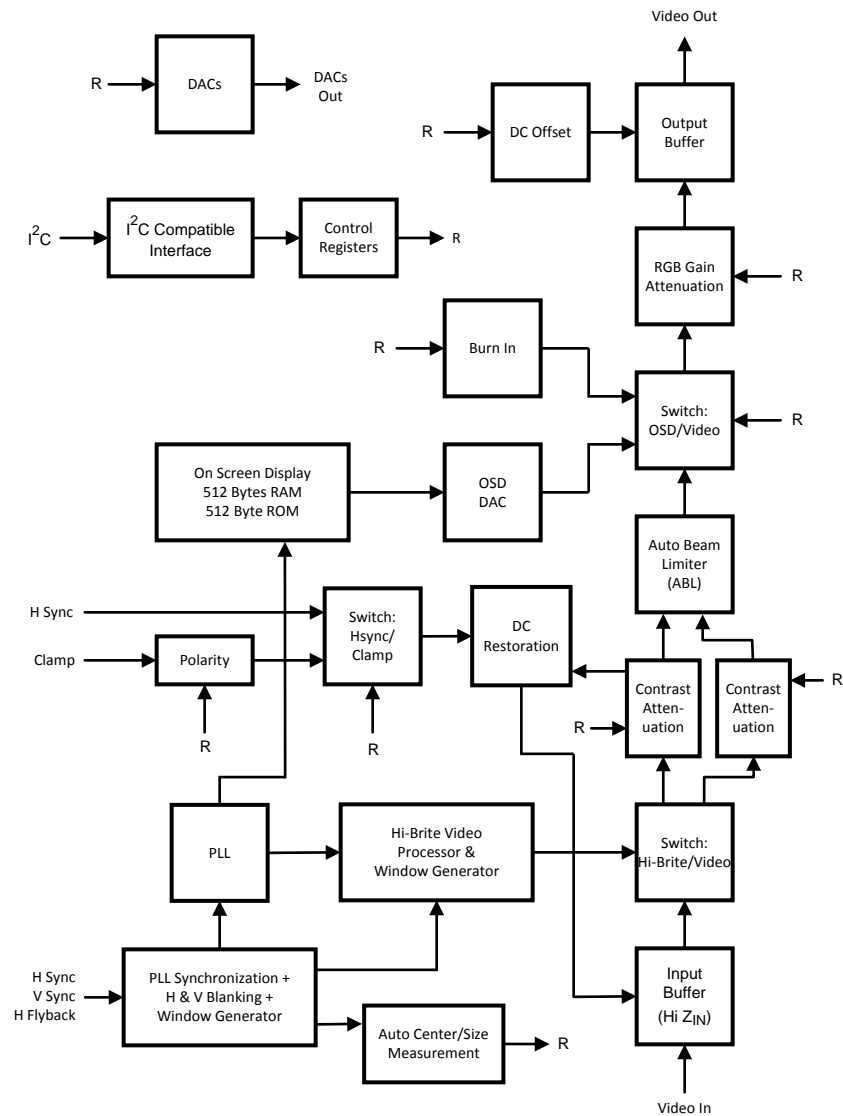 Video Out
R
DACs
DACs
Out
R
DC Offset
Output
Buffer
I2C
I2C Compatible
Interface
Control
Registers
R
RGB Gain
Attenuation
R
R
Burn In
Switch:
OSD/Video
R
On Screen Display
512 Bytes RAM
512 Byte ROM
OSD
DAC
Auto Beam
Limiter
(ABL)
H Sync
Switch:
Hsync/
Clamp
DC
Restoration
Clamp
Polarity
Contrast
Atten-
uation
Contrast
Atten-
uation
R
R
R
R
PLL
Hi-Brite Video
Processor &
Window Generator
Switch:
Hi-Brite/Video
H Sync
V Sync
H Flyback
PLL Synchronization +
H & V Blanking +
Window Generator
Input
Buffer
(Hi ZIN)
Auto Center/Size
Measurement
R
Video In